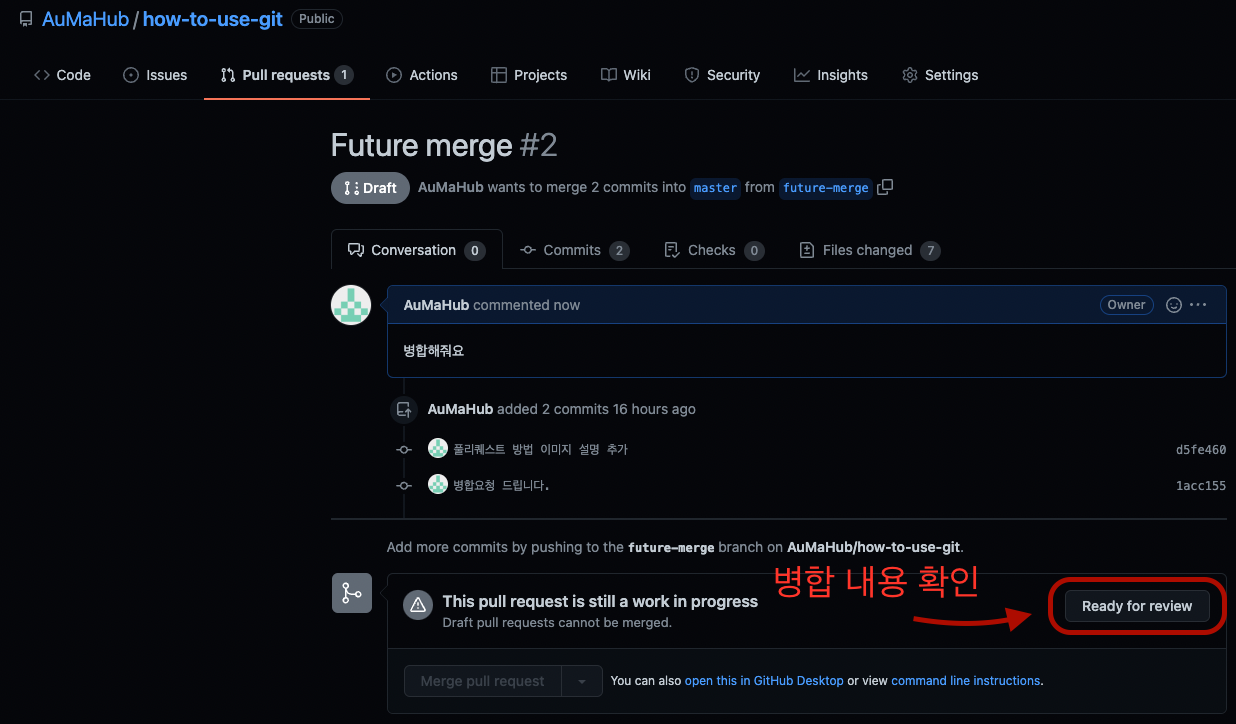 AuMaHub / how-to-use-git Public
Code Issues Pull requests 1 Actions Projects Wiki Security Insights Settings
Future merge #2
Draft AuMaHub wants to merge 2 commits into master from future-merge
Conversation 0 Commits 2 Checks 0 Files changed 7
AuMaHub commented now Owner
병합해줘요
AuMaHub added 2 commits 16 hours ago
풀리퀘스트 방법 이미지 설명 추가 d5fe460
병합요청 드립니다. 1acc155
Add more commits by pushing to the future-merge branch on AuMaHub/how-to-use-git.
병합 내용 확인
This pull request is still a work in progress
Draft pull requests cannot be merged.
Ready for review
Merge pull request You can also open this in GitHub Desktop or view command line instructions.